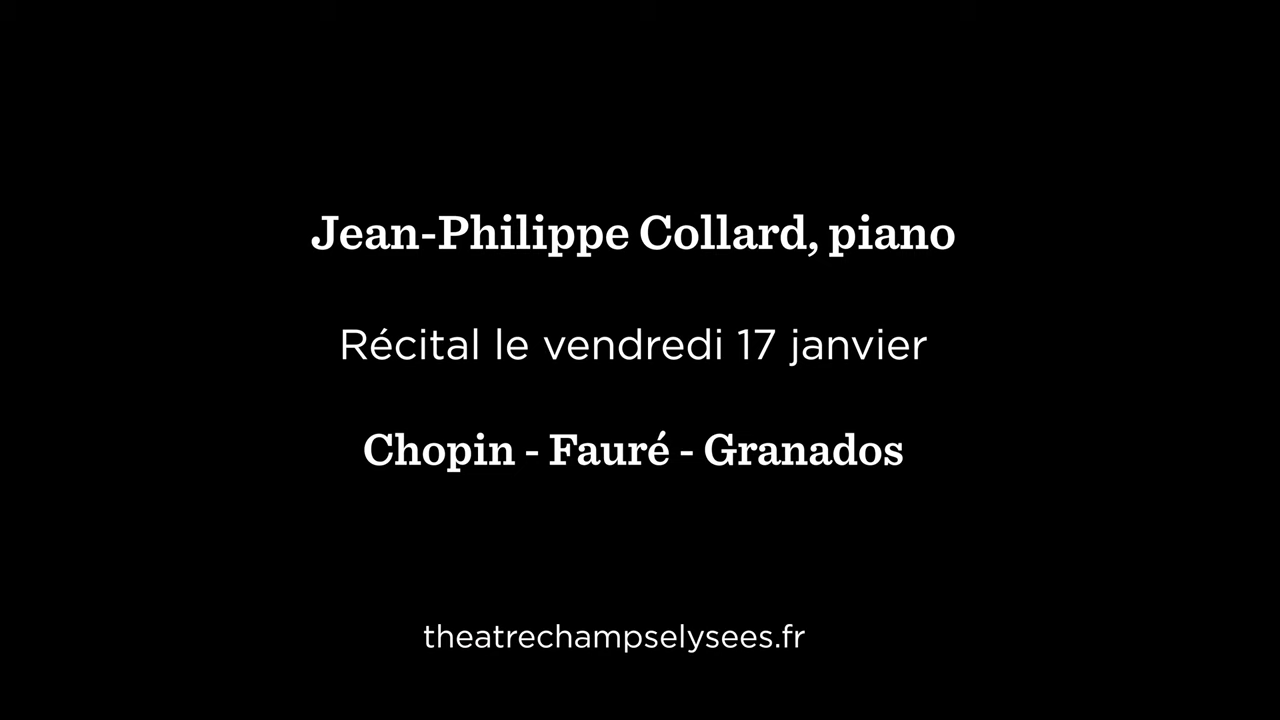 Jean-Philippe Collard, piano
Récital le vendredi 17 janvier
Chopin - Fauré - Granados
theatrechampselysees.fr